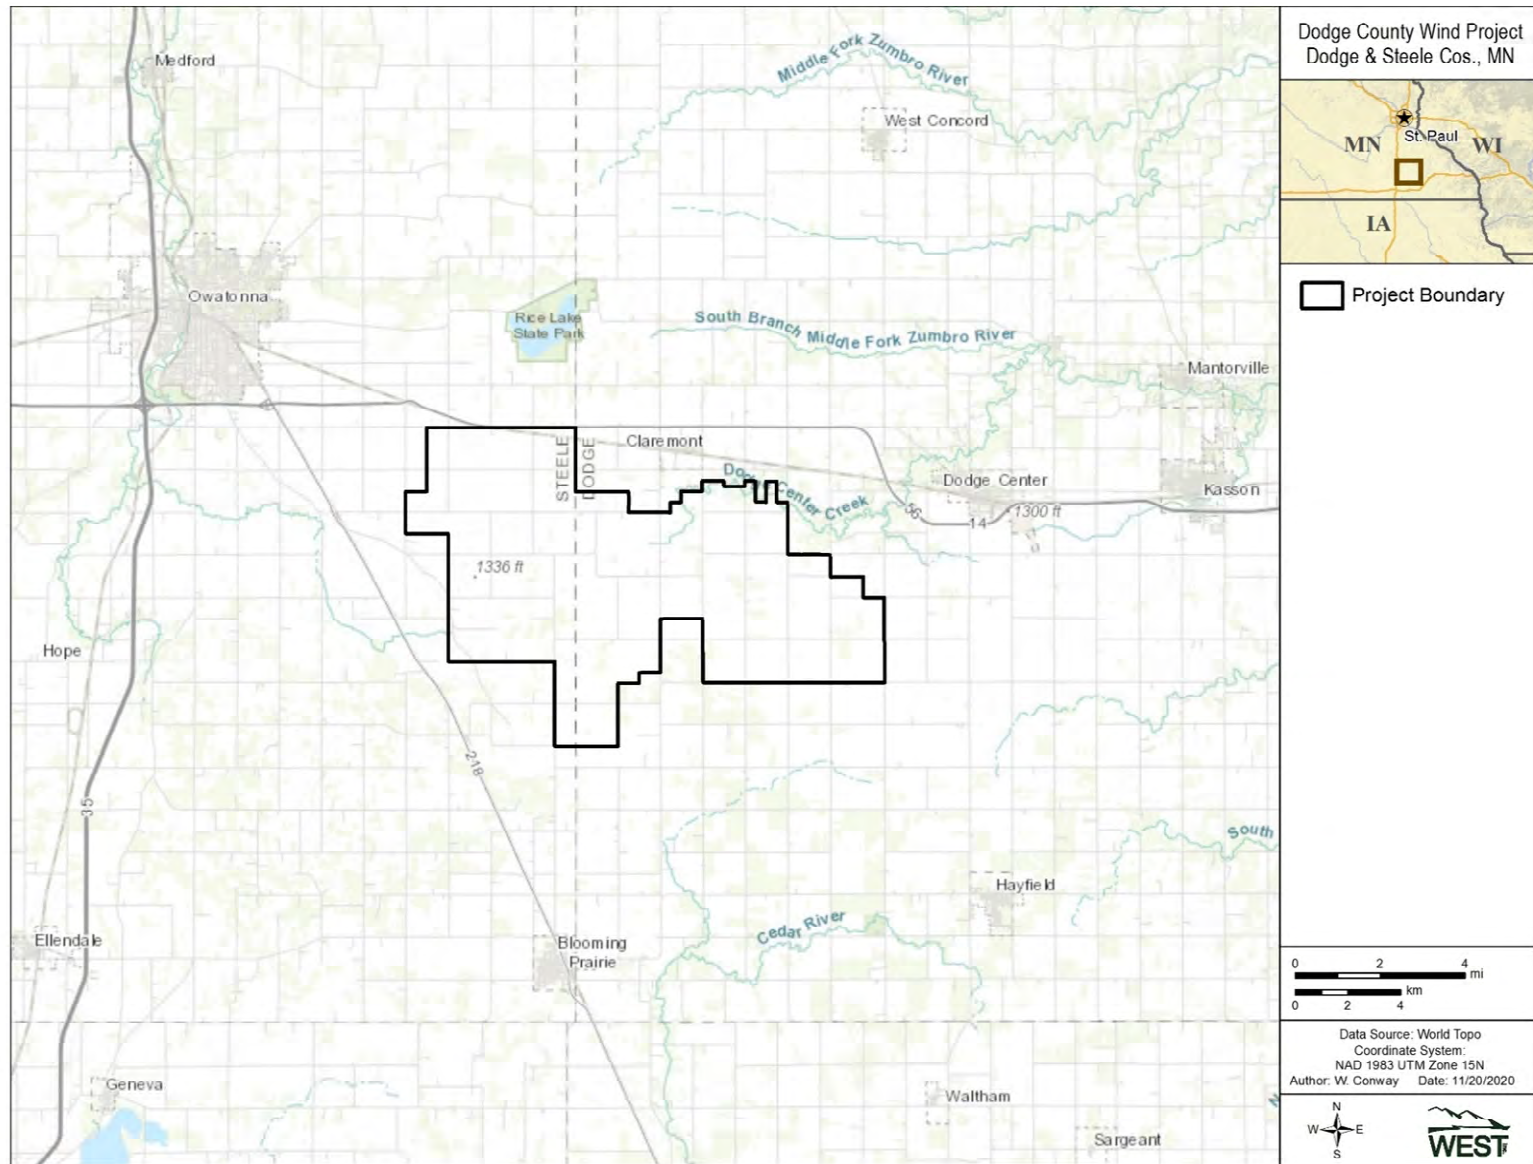 Medford
Middle Fork Zumbro River
West Concord
Owatonna
Rice Lake
State Park
South Branch Middle Fork Zumbro River
Mantorville
Claremont
STEELE
DODGE
Dodge Center Creek
Dodge Center
Kasson
56
14
1300 ft
1336 ft
Hope
218
35
South
Hayfield
Cedar River
Ellendale
Blooming
Prairie
Geneva
Waltham
Sargeant
Dodge County Wind Project
Dodge & Steele Cos., MN
St. Paul
MN
WI
IA
Project Boundary
0 2 4
mi
km
0 2 4
Data Source: World Topo
Coordinate System:
NAD 1983 UTM Zone 15N
Author: W. Conway Date: 11/20/2020
N
W E
S
WEST